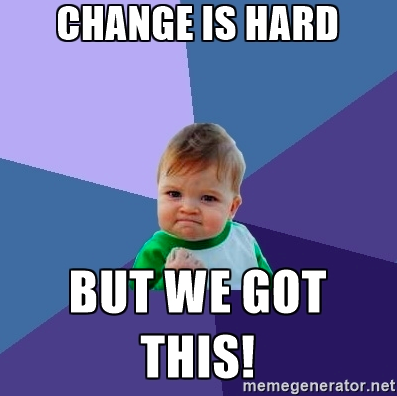 CHANGE IS HARD
BUT WE GOT
THIS!
memegenerator.net